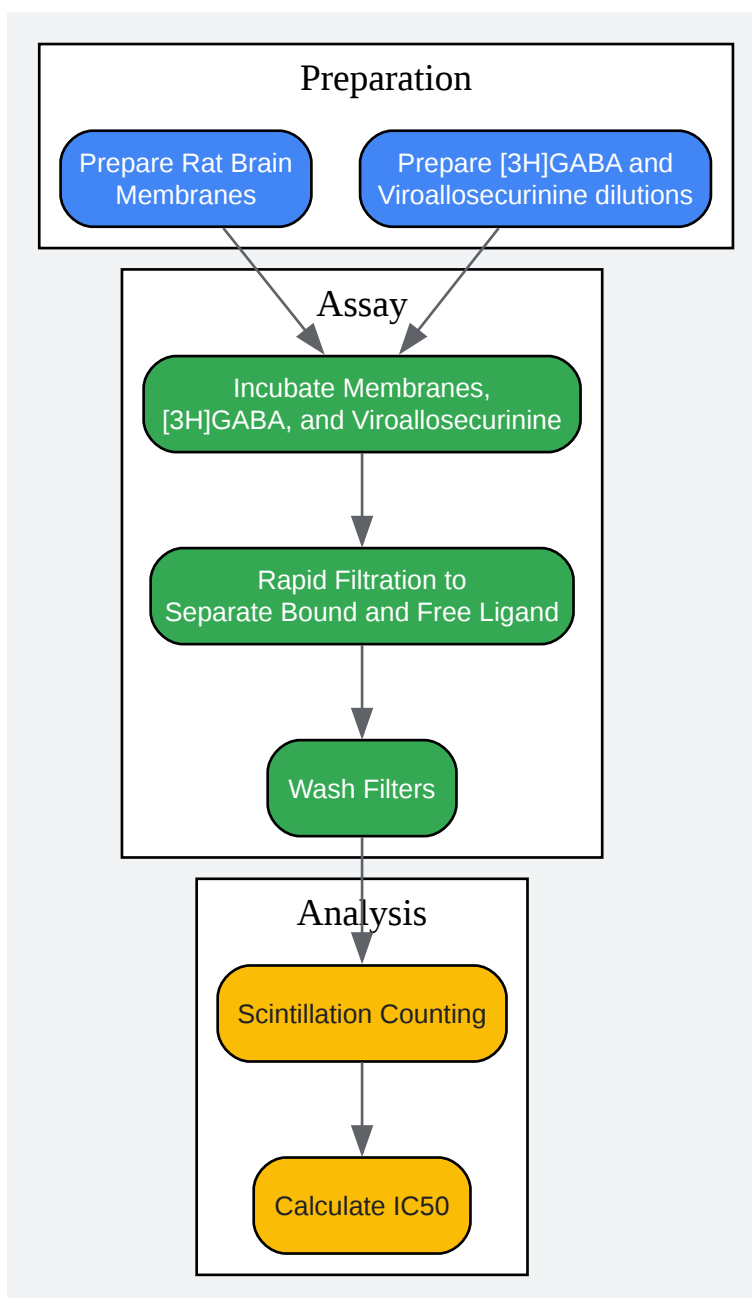 Preparation
Prepare Rat Brain
Membranes
Prepare [3H]GABA and
Viroallosecurinine dilutions
Assay
Incubate Membranes,
[3H]GABA, and Viroallosecurinine
Rapid Filtration to
Separate Bound and Free Ligand
Wash Filters
Analysis
Scintillation Counting
Calculate IC50